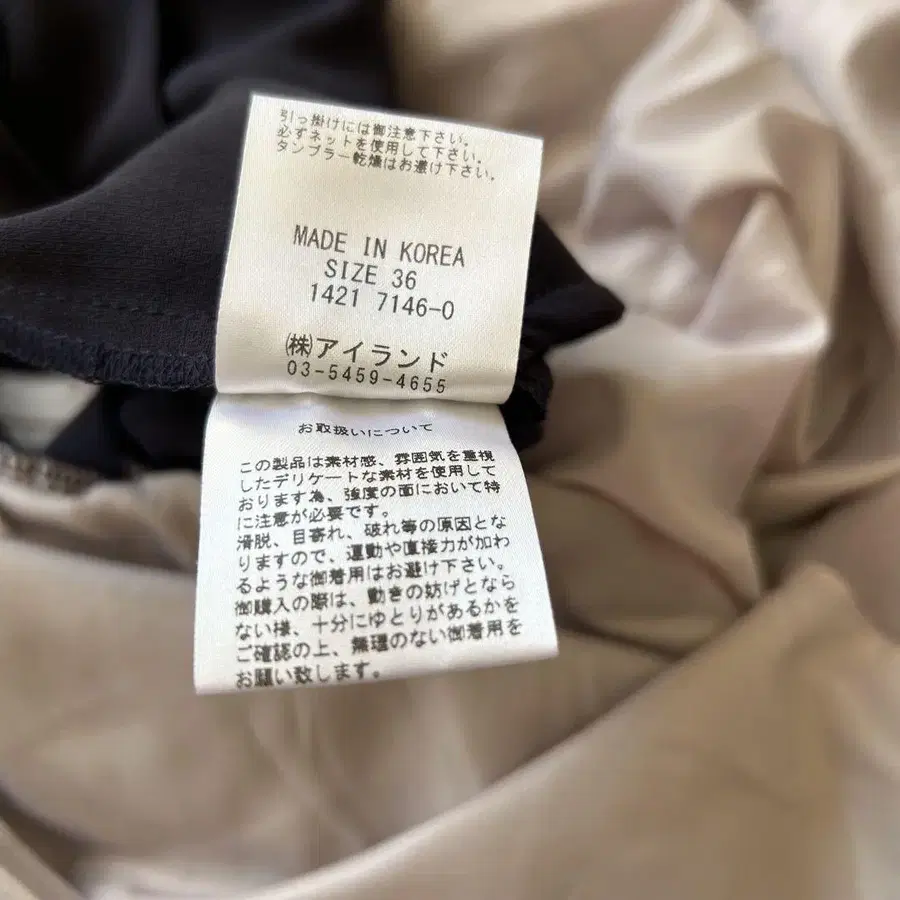 引っ掛けには御注意下さい。
必ずネットを使用して下さい。
タンブラー乾燥はお避け下さい。
MADE IN KOREA
SIZE 36
1421 7146-0
㈱アイランド
03-5459-4655
お取扱いについて
この製品は素材感、雰囲気を重視
したデリケートな素材を使用して
おります為、強度の面において特
に注意が必要です。
滑脱、目寄れ、破れ等の原因とな
りますので、運動や直接力が加わ
るような御着用はお避け下さい。
御購入の際は、動きの妨げとなら
ない様、十分にゆとりがあるかを
ご確認の上、無理のない御着用を
お願い致します。